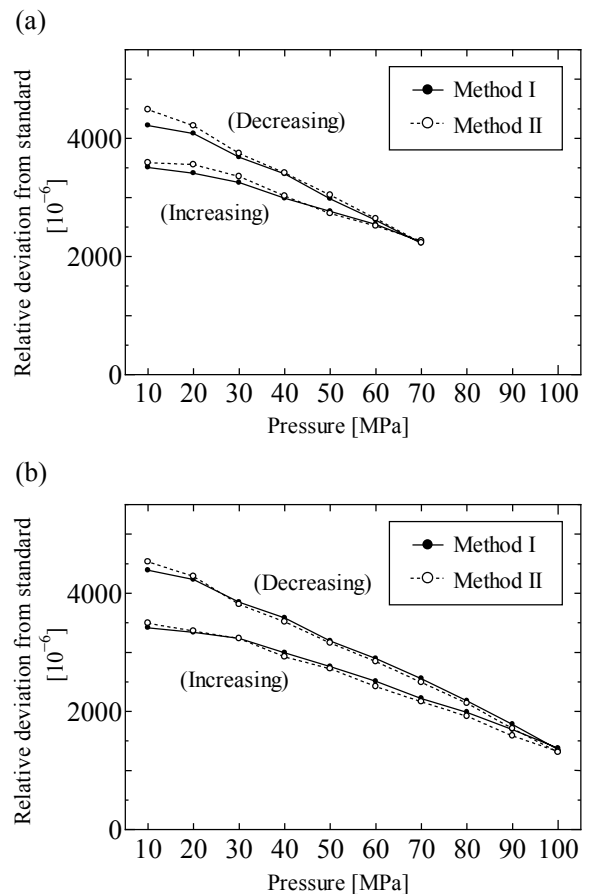 (a)
Relative deviation from standard
[10⁻⁶]
4000
2000
0
(Decreasing)
(Increasing)
Method I
Method II
10 20 30 40 50 60 70 80 90 100
Pressure [MPa]
(b)
Relative deviation from standard
[10⁻⁶]
4000
2000
0
(Decreasing)
(Increasing)
Method I
Method II
10 20 30 40 50 60 70 80 90 100
Pressure [MPa]